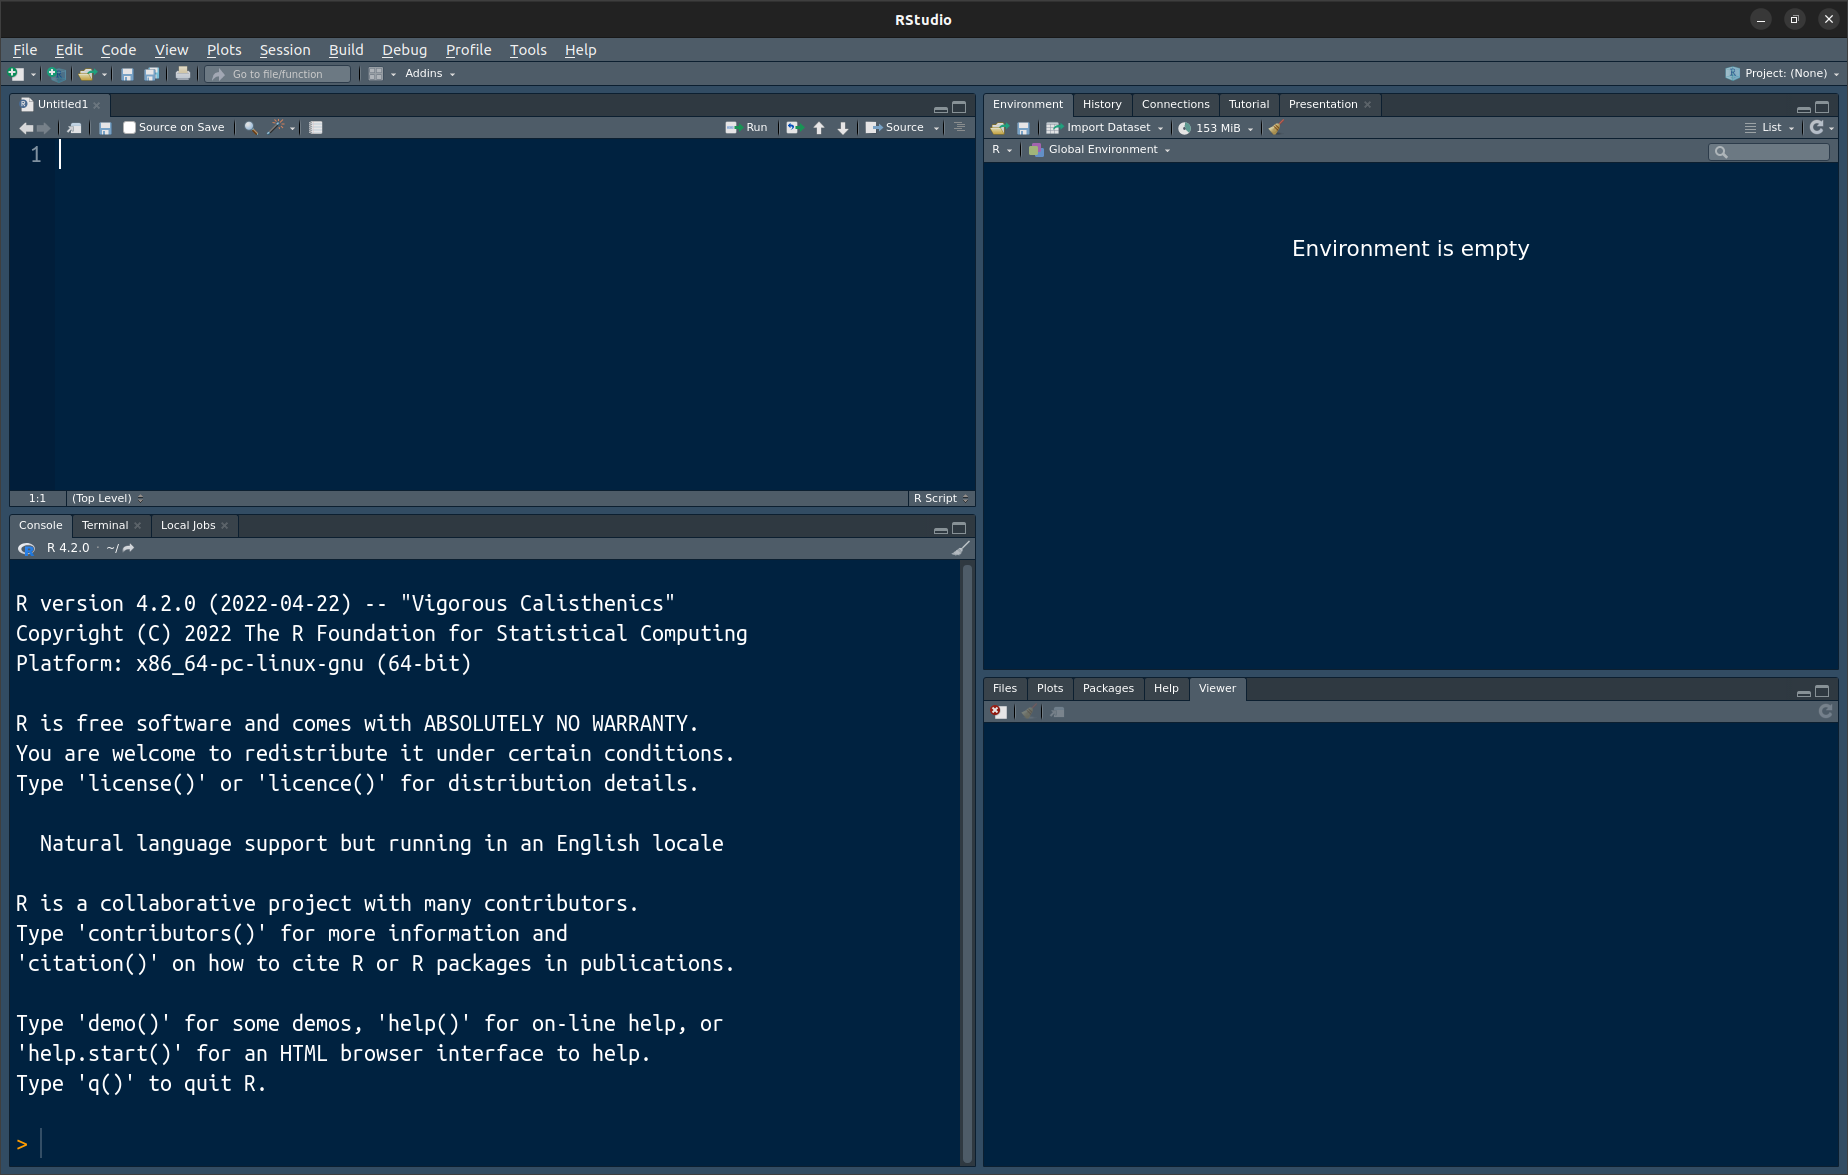 RStudio
File Edit Code View Plots Session Build Debug Profile Tools Help
Go to file/function Addins Project: (None)
Untitled1
Source on Save Run Source
1
1:1 (Top Level) R Script
Console Terminal Local Jobs
R 4.2.0 · ~/
R version 4.2.0 (2022-04-22) -- "Vigorous Calisthenics"
Copyright (C) 2022 The R Foundation for Statistical Computing
Platform: x86_64-pc-linux-gnu (64-bit)
R is free software and comes with ABSOLUTELY NO WARRANTY.
You are welcome to redistribute it under certain conditions.
Type 'license()' or 'licence()' for distribution details.
Natural language support but running in an English locale
R is a collaborative project with many contributors.
Type 'contributors()' for more information and
'citation()' on how to cite R or R packages in publications.
Type 'demo()' for some demos, 'help()' for on-line help, or
'help.start()' for an HTML browser interface to help.
Type 'q()' to quit R.
>
Environment History Connections Tutorial Presentation
Import Dataset 153 MiB List
R Global Environment
Environment is empty
Files Plots Packages Help Viewer